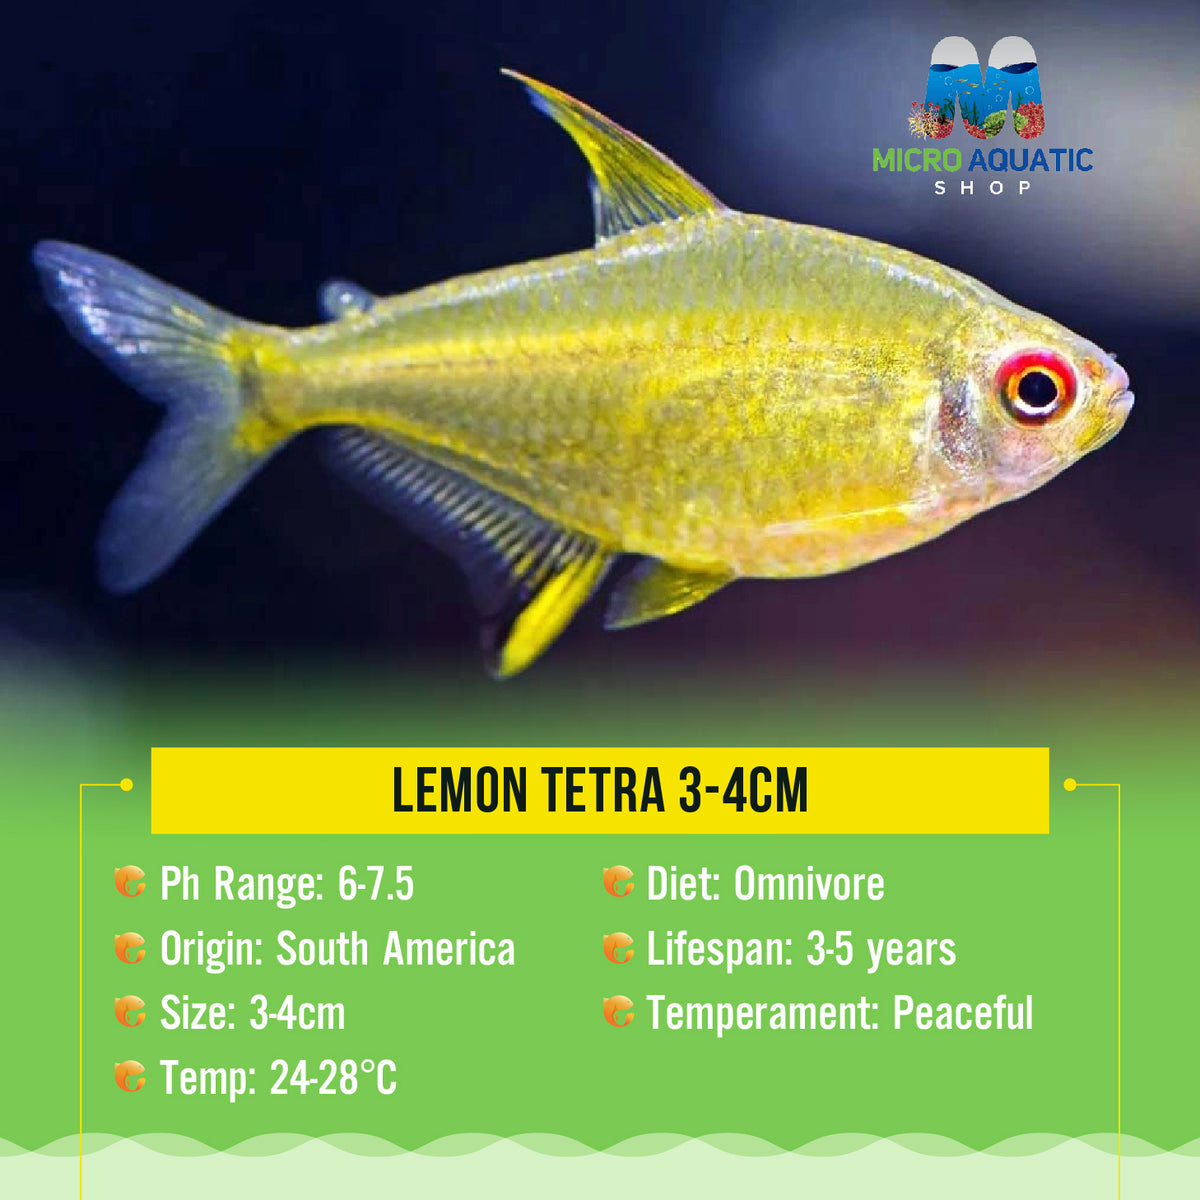 MICRO AQUATIC
SHOP
LEMON TETRA 3-4CM
Ph Range: 6-7.5
Origin: South America
Size: 3-4cm
Temp: 24-28°C
Diet: Omnivore
Lifespan: 3-5 years
Temperament: Peaceful